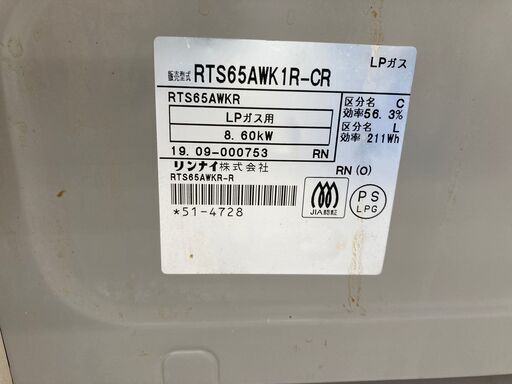 LPガス
販売型式 RTS65AWK1R-CR
RTS65AWKR
LPガス用
8.60kW
19.09-000753 RN
区分名 C
効率56.3%
区分名 L
効率 211Wh
リンナイ株式会社
RN(O)
RTS65AWKR-R
*51-4728
JIA認証
PS
LPG